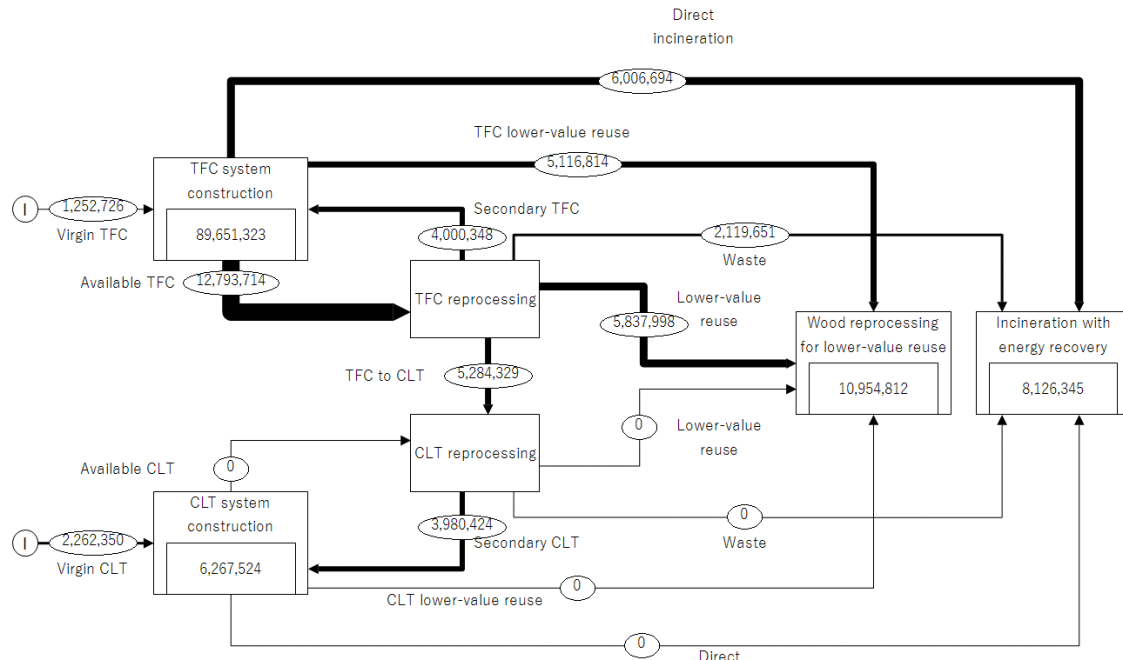 Direct
incineration
6,006,694
TFC lower-value reuse
5,116,814
TFC system
construction
89,651,323
I
1,252,726
Virgin TFC
Secondary TFC
4,000,348
2,119,651
Waste
Available TFC
12,793,714
TFC reprocessing
Lower-value
reuse
5,837,998
Wood reprocessing
for lower-value reuse
10,954,812
Incineration with
energy recovery
8,126,345
TFC to CLT
5,284,329
0
Lower-value
reuse
CLT reprocessing
Available CLT
0
CLT system
construction
6,267,524
I
2,262,350
Virgin CLT
3,980,424
Secondary CLT
0
Waste
CLT lower-value reuse
0
0
Direct